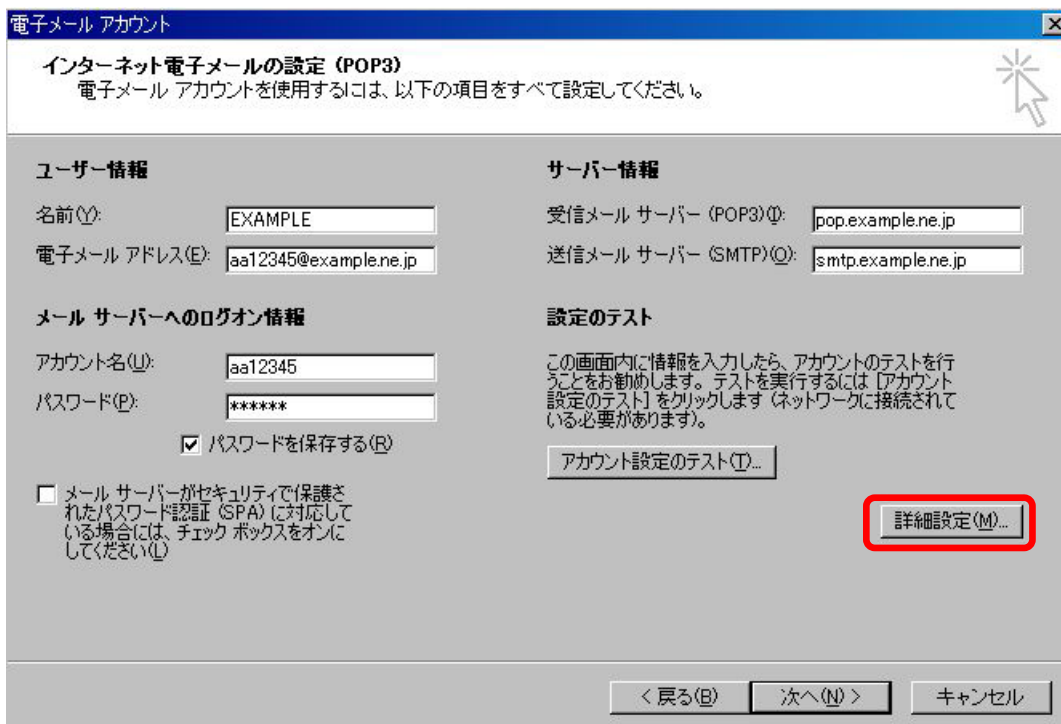 電子メール アカウント
インターネット電子メールの設定 (POP3)
電子メール アカウントを使用するには、以下の項目をすべて設定してください。
ユーザー情報
名前(Y):
EXAMPLE
電子メール アドレス(E):
aa12345@example.ne.jp
メール サーバーへのログオン情報
アカウント名(U):
aa12345
パスワード(P):
******
パスワードを保存する(R)
メール サーバーがセキュリティで保護さ
れたパスワード認証 (SPA) に対応して
いる場合には、チェック ボックスをオンに
してください(L)
サーバー情報
受信メール サーバー (POP3)(I):
pop.example.ne.jp
送信メール サーバー (SMTP)(O):
smtp.example.ne.jp
設定のテスト
この画面内に情報を入力したら、アカウントのテストを行
うことをお勧めします。テストを実行するには [アカウント
設定のテスト] をクリックします (ネットワークに接続されて
いる必要があります)。
アカウント設定のテスト(T)...
詳細設定(M)...
< 戻る(B)
次へ(N) >
キャンセル